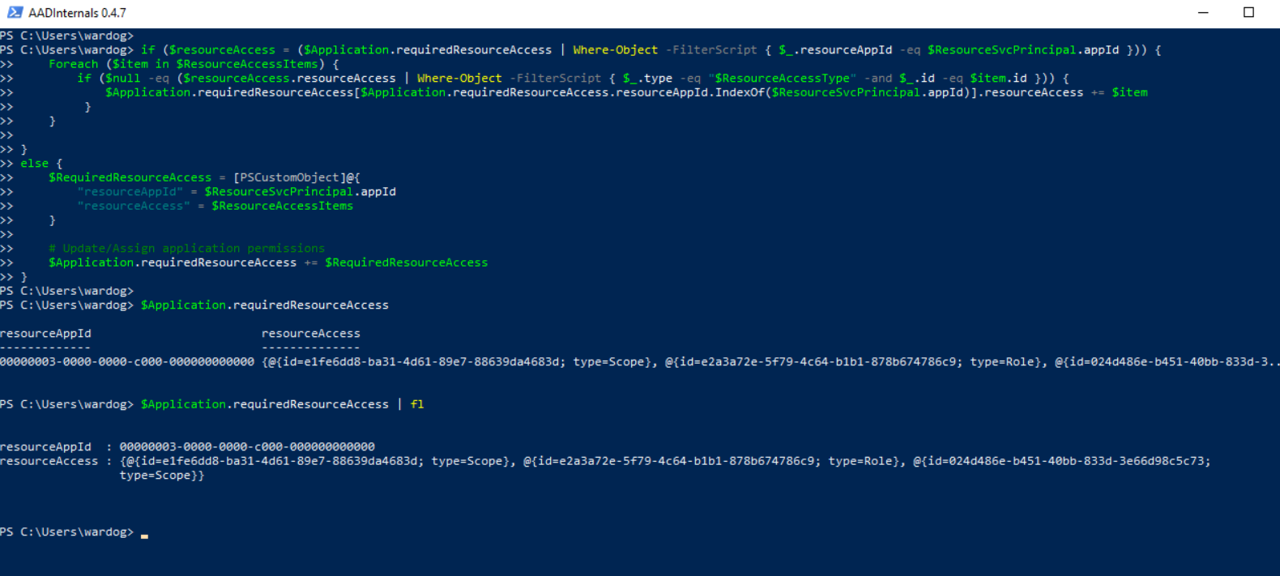 AADInternals 0.4.7
PS C:\Users\wardog>
PS C:\Users\wardog> if ($resourceAccess = ($Application.requiredResourceAccess | Where-Object -FilterScript { $_.resourceAppId -eq $ResourceSvcPrincipal.appId })) {
>>     Foreach ($item in $ResourceAccessItems) {
>>         if ($null -eq ($resourceAccess.resourceAccess | Where-Object -FilterScript { $_.type -eq "$ResourceAccessType" -and $_.id -eq $item.id })) {
>>             $Application.requiredResourceAccess[$Application.requiredResourceAccess.resourceAppId.IndexOf($ResourceSvcPrincipal.appId)].resourceAccess += $item
>>          }
>>     }
>>
>> }
>> else {
>>     $RequiredResourceAccess = [PSCustomObject]@{
>>         "resourceAppId" = $ResourceSvcPrincipal.appId
>>         "resourceAccess" = $ResourceAccessItems
>>     }
>>
>>     # Update/Assign application permissions
>>     $Application.requiredResourceAccess += $RequiredResourceAccess
>> }
PS C:\Users\wardog>
PS C:\Users\wardog> $Application.requiredResourceAccess
resourceAppId                        resourceAccess
-------------                        --------------
00000003-0000-0000-c000-000000000000 {@{id=e1fe6dd8-ba31-4d61-89e7-88639da4683d; type=Scope}, @{id=e2a3a72e-5f79-4c64-b1b1-878b674786c9; type=Role}, @{id=024d486e-b451-40bb-833d-3...
PS C:\Users\wardog> $Application.requiredResourceAccess | fl
resourceAppId  : 00000003-0000-0000-c000-000000000000
resourceAccess : {@{id=e1fe6dd8-ba31-4d61-89e7-88639da4683d; type=Scope}, @{id=e2a3a72e-5f79-4c64-b1b1-878b674786c9; type=Role}, @{id=024d486e-b451-40bb-833d-3e66d98c5c73;
                 type=Scope}}
PS C:\Users\wardog>